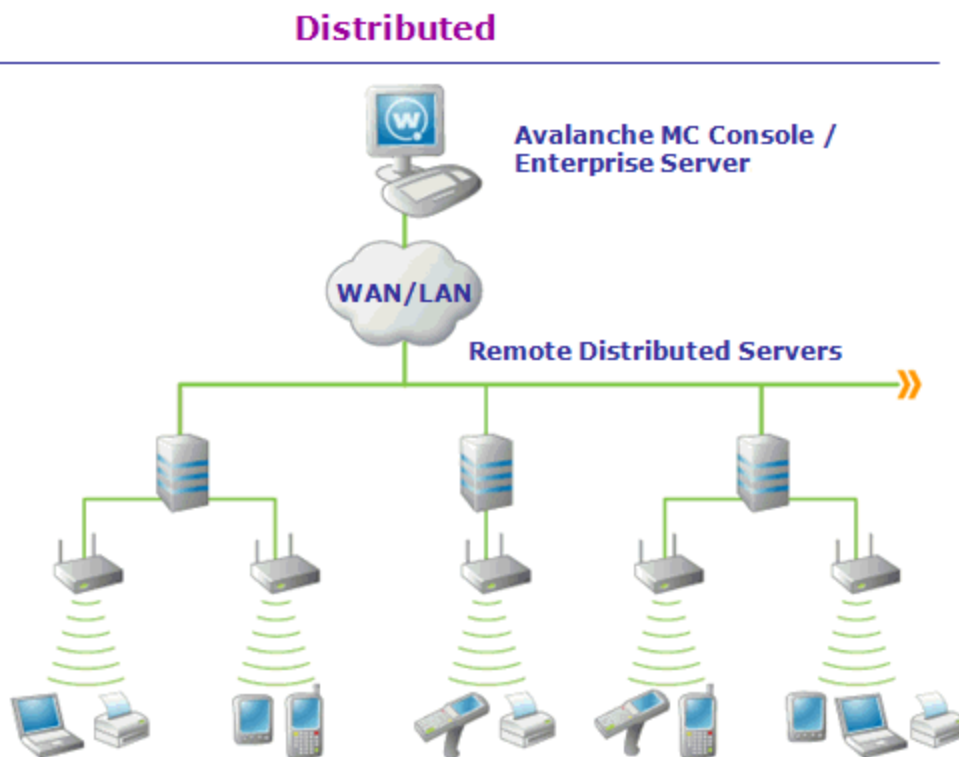 Distributed
Avalanche MC Console /
Enterprise Server
WAN/LAN
Remote Distributed Servers